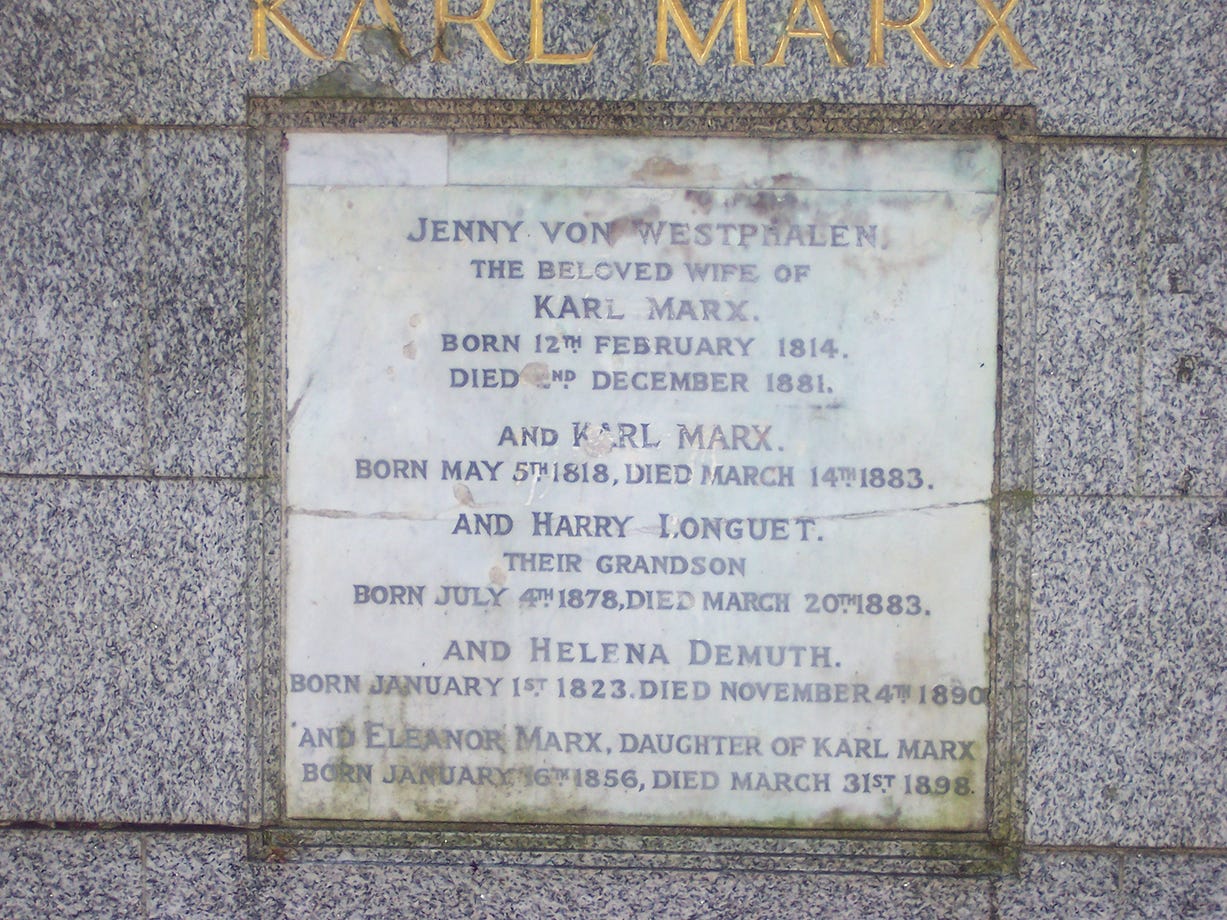 KARL MARX
JENNY VON WESTPHALEN,
THE BELOVED WIFE OF
KARL MARX.
BORN 12TH FEBRUARY 1814.
DIED 2ND DECEMBER 1881.
AND KARL MARX.
BORN MAY 5TH 1818, DIED MARCH 14TH 1883.
AND HARRY LONGUET.
THEIR GRANDSON
BORN JULY 4TH 1878, DIED MARCH 20TH 1883.
AND HELENA DEMUTH.
BORN JANUARY 1ST 1823. DIED NOVEMBER 4TH 1890
AND ELEANOR MARX, DAUGHTER OF KARL MARX
BORN JANUARY 16TH 1856, DIED MARCH 31ST 1898.